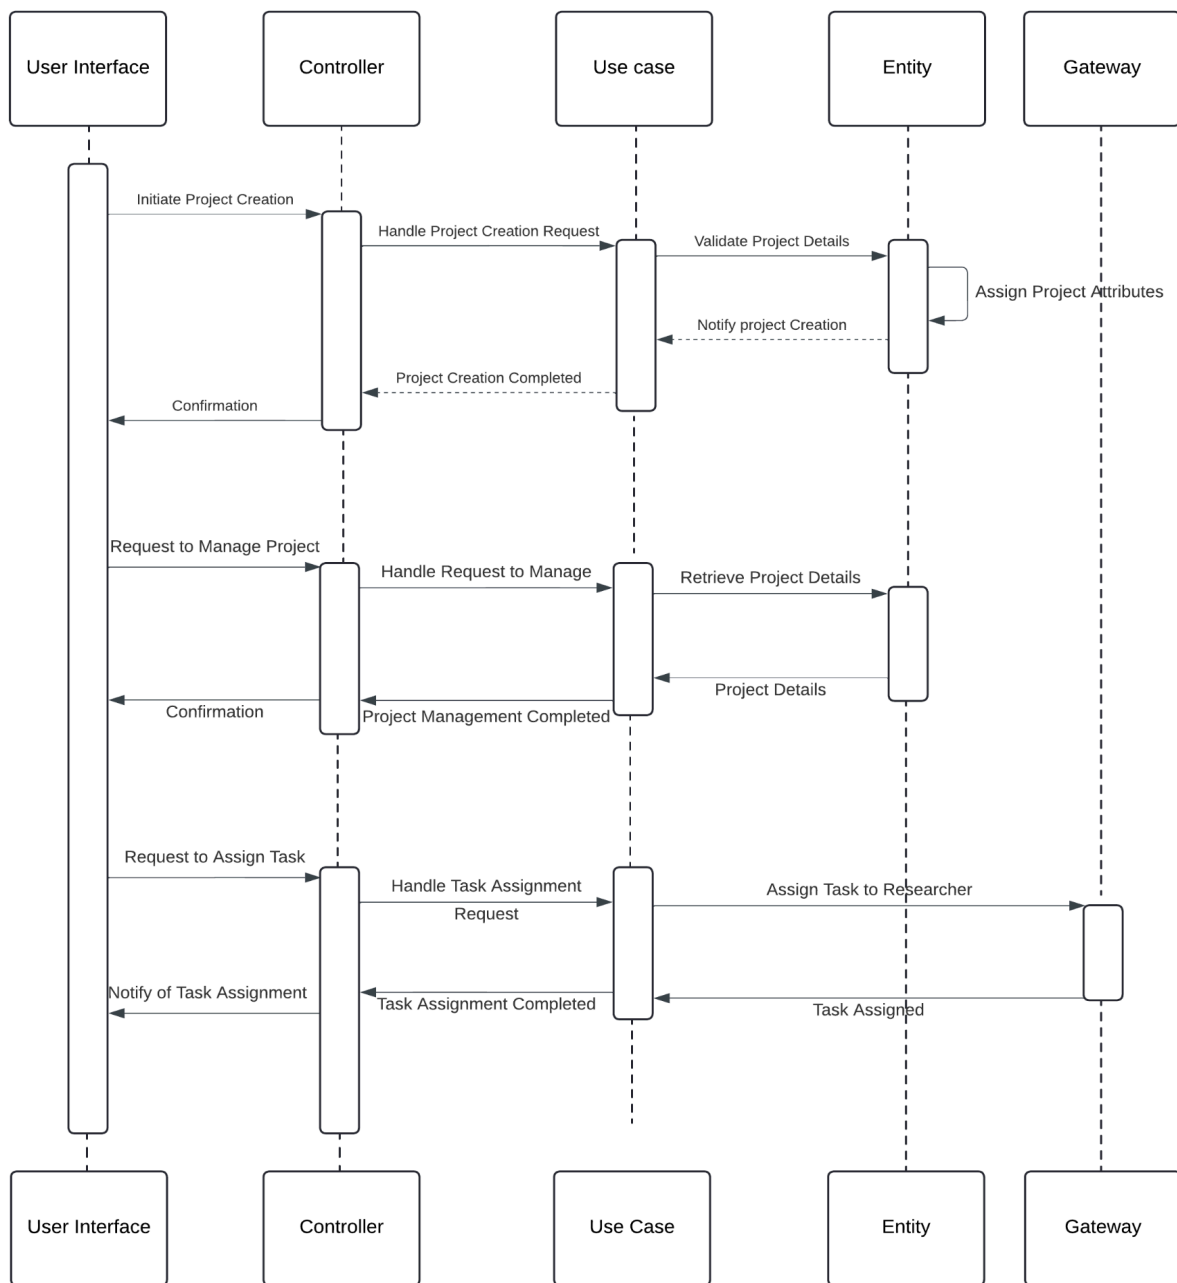 User Interface
Controller
Use case
Entity
Gateway
Initiate Project Creation
Handle Project Creation Request
Validate Project Details
Assign Project Attributes
Notify project Creation
Project Creation Completed
Confirmation
Request to Manage Project
Handle Request to Manage
Retrieve Project Details
Project Details
Confirmation
Project Management Completed
Request to Assign Task
Handle Task Assignment
Request
Assign Task to Researcher
Notify of Task Assignment
Task Assignment Completed
Task Assigned
User Interface
Controller
Use Case
Entity
Gateway